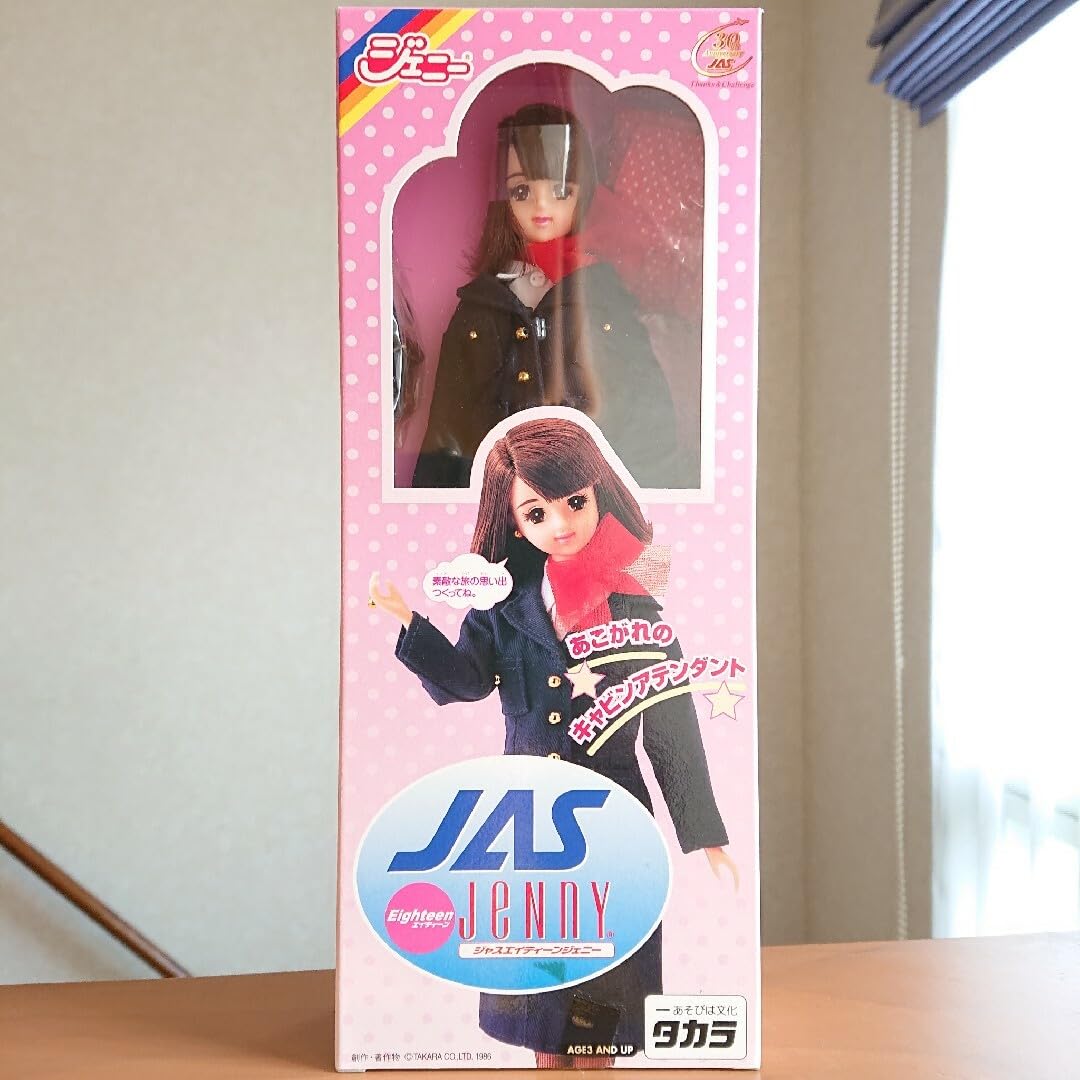 ジェニー
30
th
Anniversary
JAS
Thanks & Challenge
素敵な旅の思い出
つくってね。
あこがれの
キャビンアテンダント
JAS
Eighteen
エイティーン
JeNNY®
ジャスエイティーンジェニー
あそびは文化
タカラ
AGE3 AND UP
創作・著作物 ©TAKARA CO.,LTD. 1986